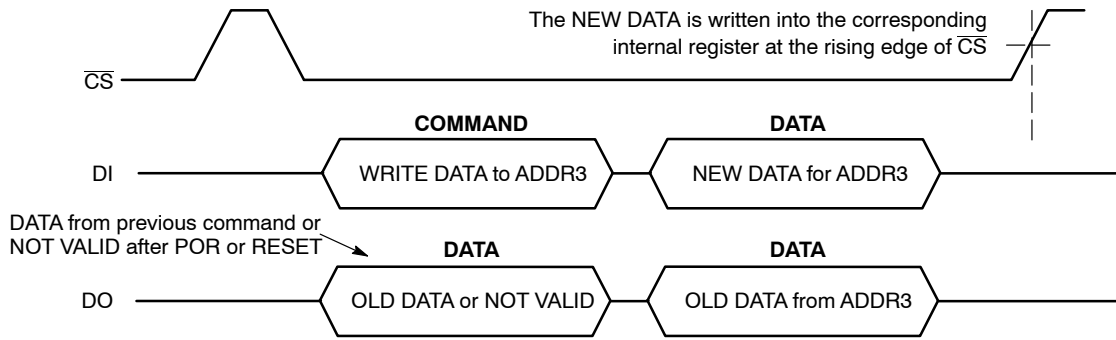 The NEW DATA is written into the corresponding
internal register at the rising edge of C̅S̅
C̅S̅
COMMAND
DATA
DI
WRITE DATA to ADDR3
NEW DATA for ADDR3
DATA from previous command or
NOT VALID after POR or RESET
DATA
DATA
DO
OLD DATA or NOT VALID
OLD DATA from ADDR3